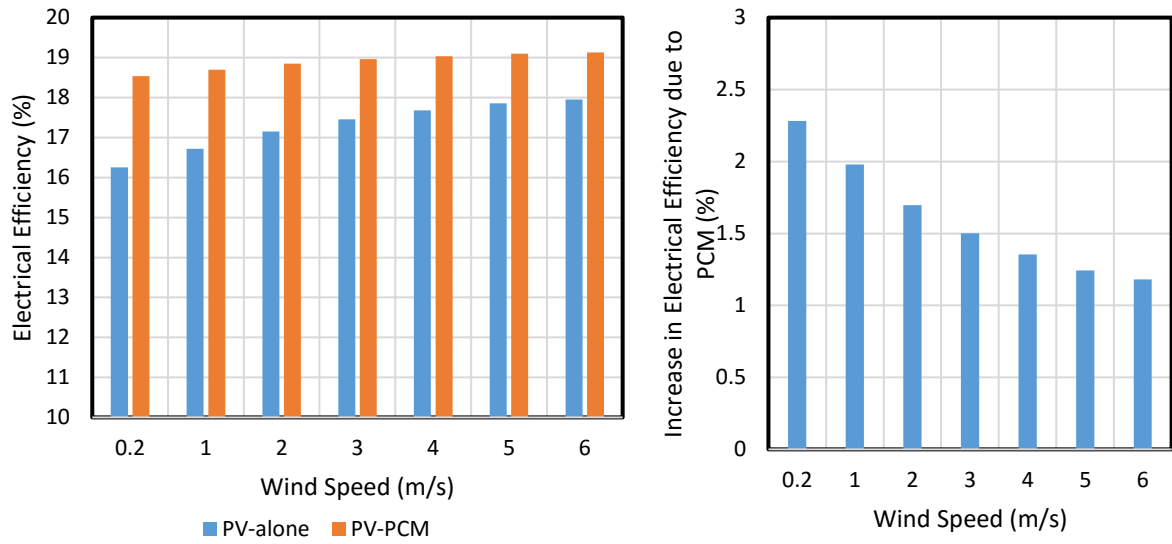 Electrical Efficiency (%)
20
19
18
17
16
15
14
13
12
11
10
0.2 1 2 3 4 5 6
Wind Speed (m/s)
PV-alone PV-PCM
Increase in Electrical Efficiency due to
PCM (%)
3
2.5
2
1.5
1
0.5
0
0.2 1 2 3 4 5 6
Wind Speed (m/s)